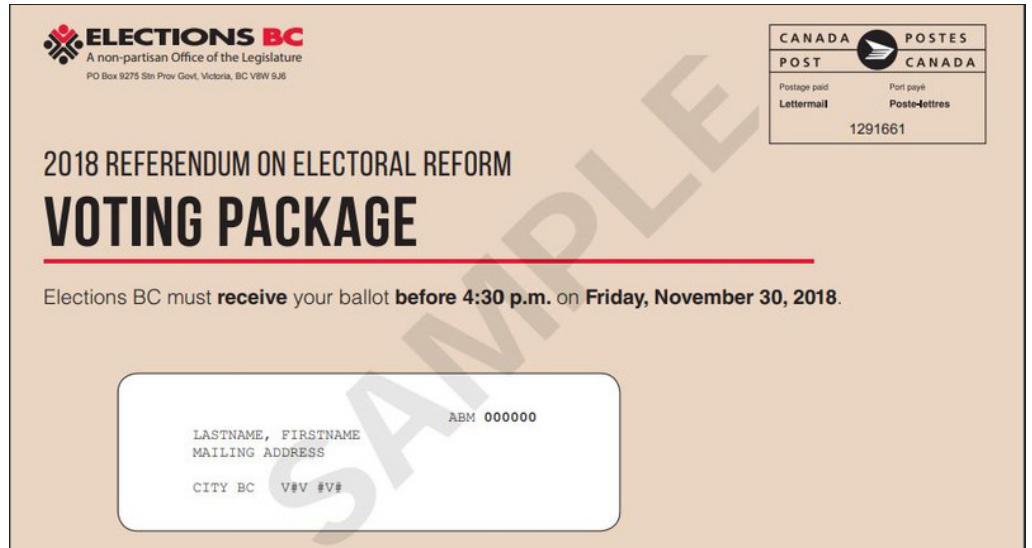 ELECTIONS BC
A non-partisan Office of the Legislature
PO Box 9275 Stn Prov Govt, Victoria, BC V8W 9J6
CANADA POSTES
POST CANADA
Postage paid Port payé
Lettermail Poste-lettres
1291661
2018 REFERENDUM ON ELECTORAL REFORM
VOTING PACKAGE
Elections BC must receive your ballot before 4:30 p.m. on Friday, November 30, 2018.
ABM 000000
LASTNAME, FIRSTNAME
MAILING ADDRESS
CITY BC V#V #V#
SAMPLE